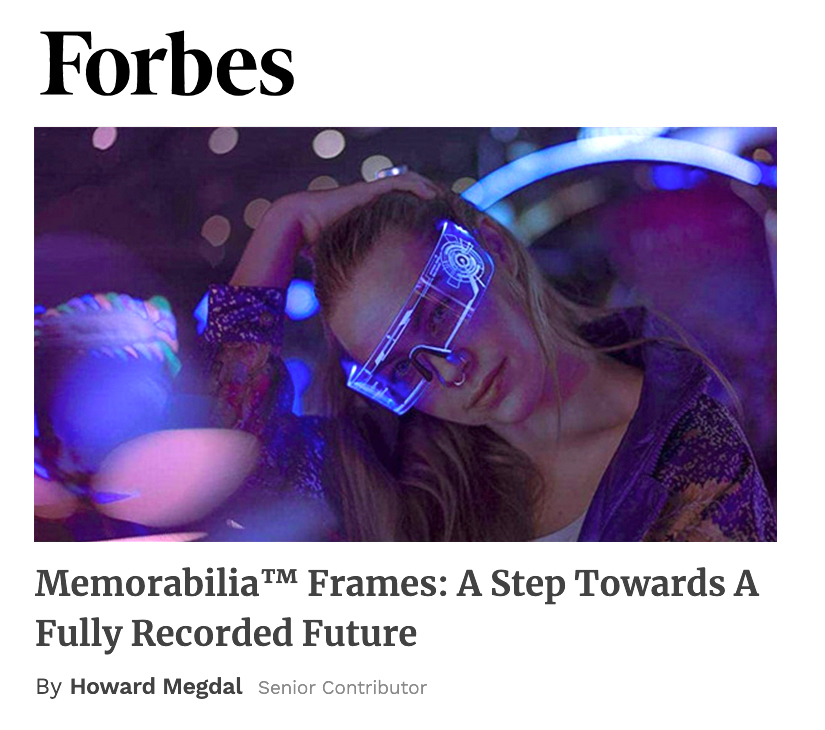 Forbes
Memorabilia™ Frames: A Step Towards A
Fully Recorded Future
By Howard Megdal Senior Contributor